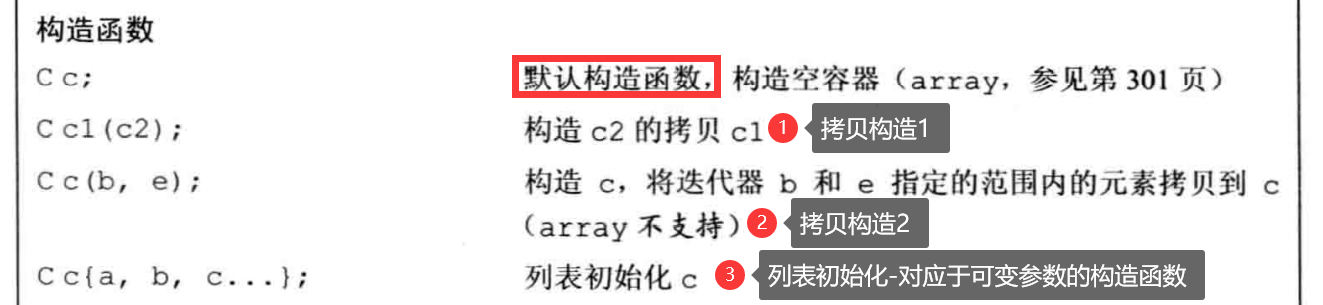 构造函数
C c;
默认构造函数，构造空容器（array，参见第 301 页）
C c1(c2);
构造 c2 的拷贝 c1 1 拷贝构造1
C c(b, e);
构造 c，将迭代器 b 和 e 指定的范围内的元素拷贝到 c
（array 不支持） 2 拷贝构造2
C c{a, b, c...};
列表初始化 c 3 列表初始化-对应于可变参数的构造函数